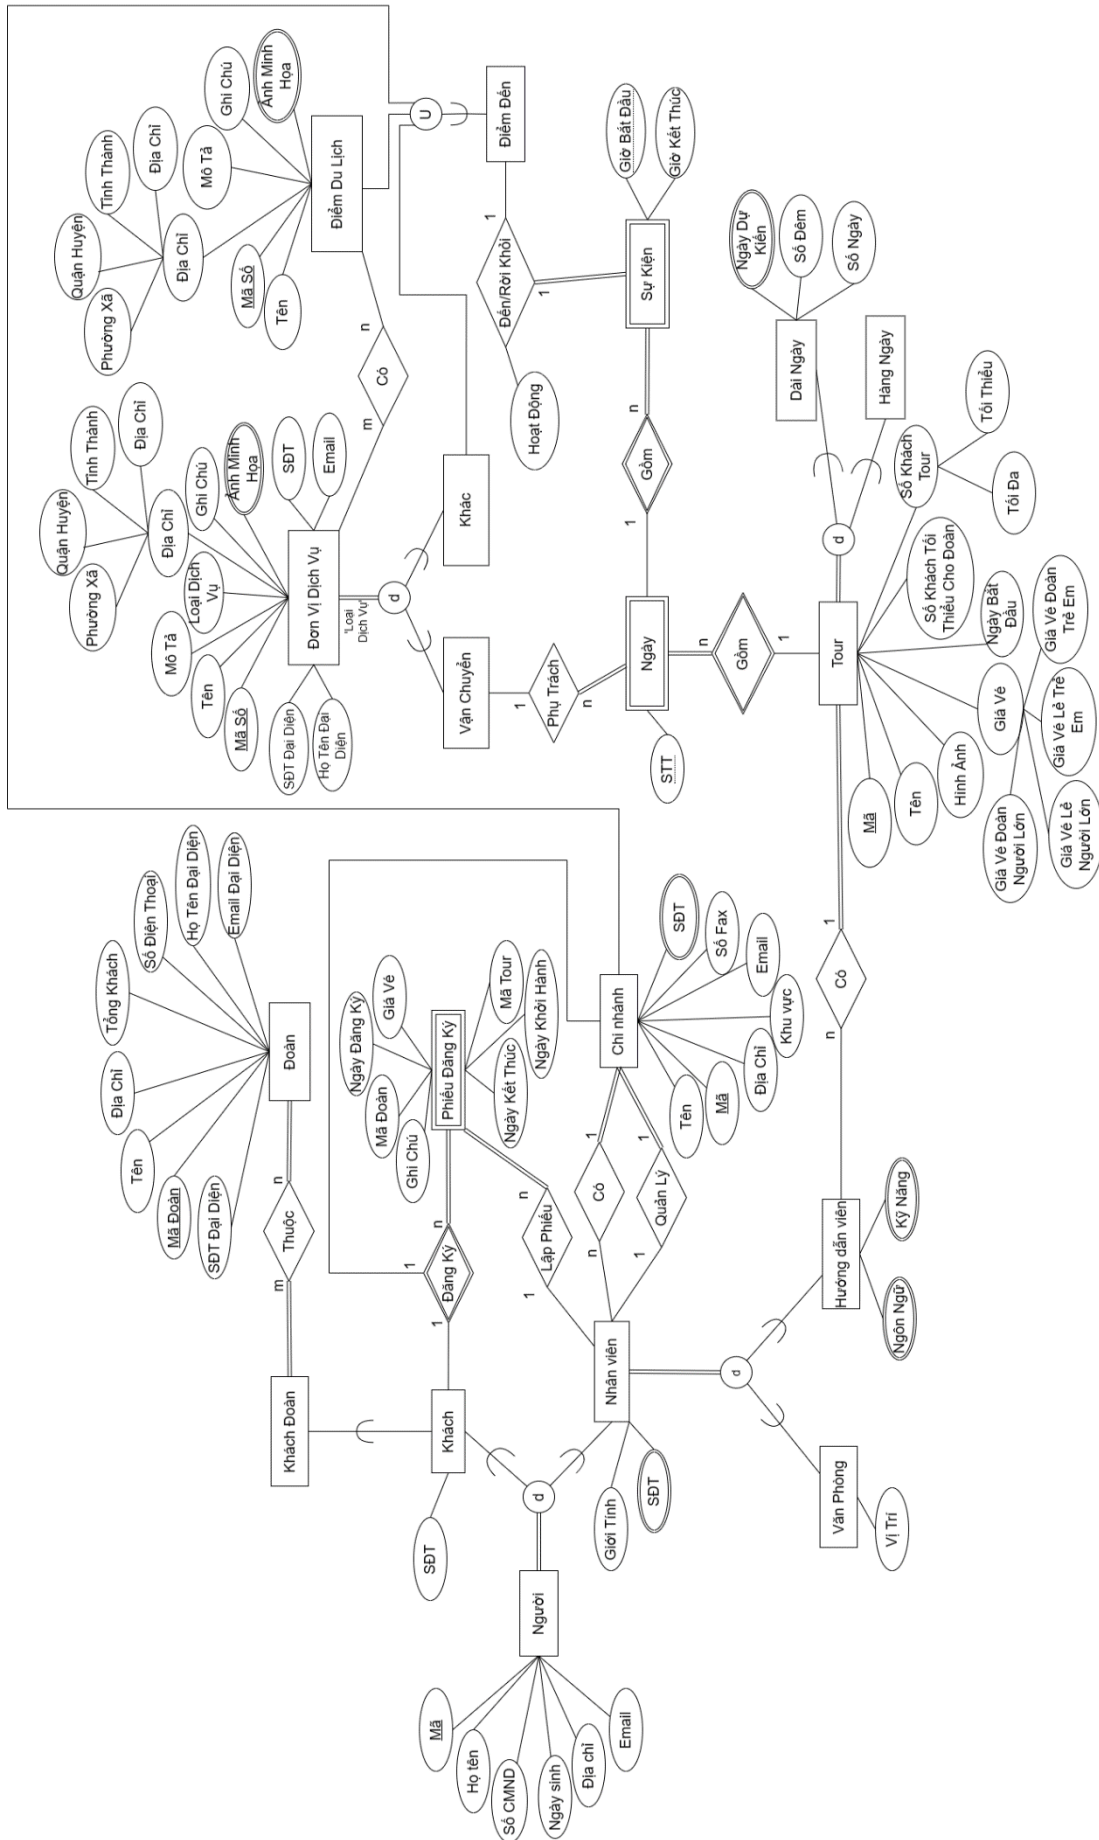 Mã
Họ tên
Số CMND
Ngày sinh
Địa chỉ
Email
Người
d
SĐT
Khách
Khách Đoàn
m
Thuộc
n
Đoàn
SĐT Đại Diện
Mã Đoàn
Tên
Địa Chỉ
Tổng Khách
Số Điện Thoại
Họ Tên Đại Diện
Email Đại Diện
1
1
Đăng Ký
n
Phiếu Đăng Ký
Ghi Chú
Mã Đoàn
Ngày Đăng Ký
Giá Vé
Mã Tour
Ngày Khởi Hành
Ngày Kết Thúc
1
Lập Phiếu
n
Giới Tính
SĐT
Nhân viên
n
Có
1
1
Quản Lý
1
Chi nhánh
Tên
Mã
Địa Chỉ
Khu vực
Email
Số Fax
SĐT
d
Văn Phòng
Vị Trí
Hướng dẫn viên
Ngôn Ngữ
Kỹ Năng
n
Có
1
Tour
Mã
Tên
Hình Ảnh
Giá Vé
Giá Vé Đoàn
Người Lớn
Giá Vé Lẻ
Người Lớn
Giá Vé Lẻ Trẻ
Em
Giá Vé Đoàn
Trẻ Em
Ngày Bắt
Đầu
Số Khách Tối
Thiểu Cho Đoàn
Số Khách
Tour
Tối Đa
Tối Thiểu
d
Hàng Ngày
Dài Ngày
Ngày Dự
Kiến
Số Đêm
Số Ngày
1
Gồm
n
Ngày
STT
n
Phụ Trách
1
Vận Chuyển
1
Gồm
n
Sự Kiện
Giờ Bắt Đầu
Giờ Kết Thúc
1
Đến/Rời Khỏi
1
Hoạt Động
Điểm Đến
U
Khác
d
'Loại
Dịch Vụ'
Đơn Vị Dịch Vụ
SĐT Đại Diện
Họ Tên Đại
Diện
Mã Số
Tên
Mô Tả
Loại Dịch
Vụ
Địa Chỉ
Phường Xã
Quận Huyện
Tỉnh Thành
Địa Chỉ
Ghi Chú
Ảnh Minh
Họa
SĐT
Email
m
Có
n
Điểm Du Lịch
Tên
Mã Số
Địa Chỉ
Phường Xã
Quận Huyện
Tỉnh Thành
Địa Chỉ
Mô Tả
Ghi Chú
Ảnh Minh
Họa